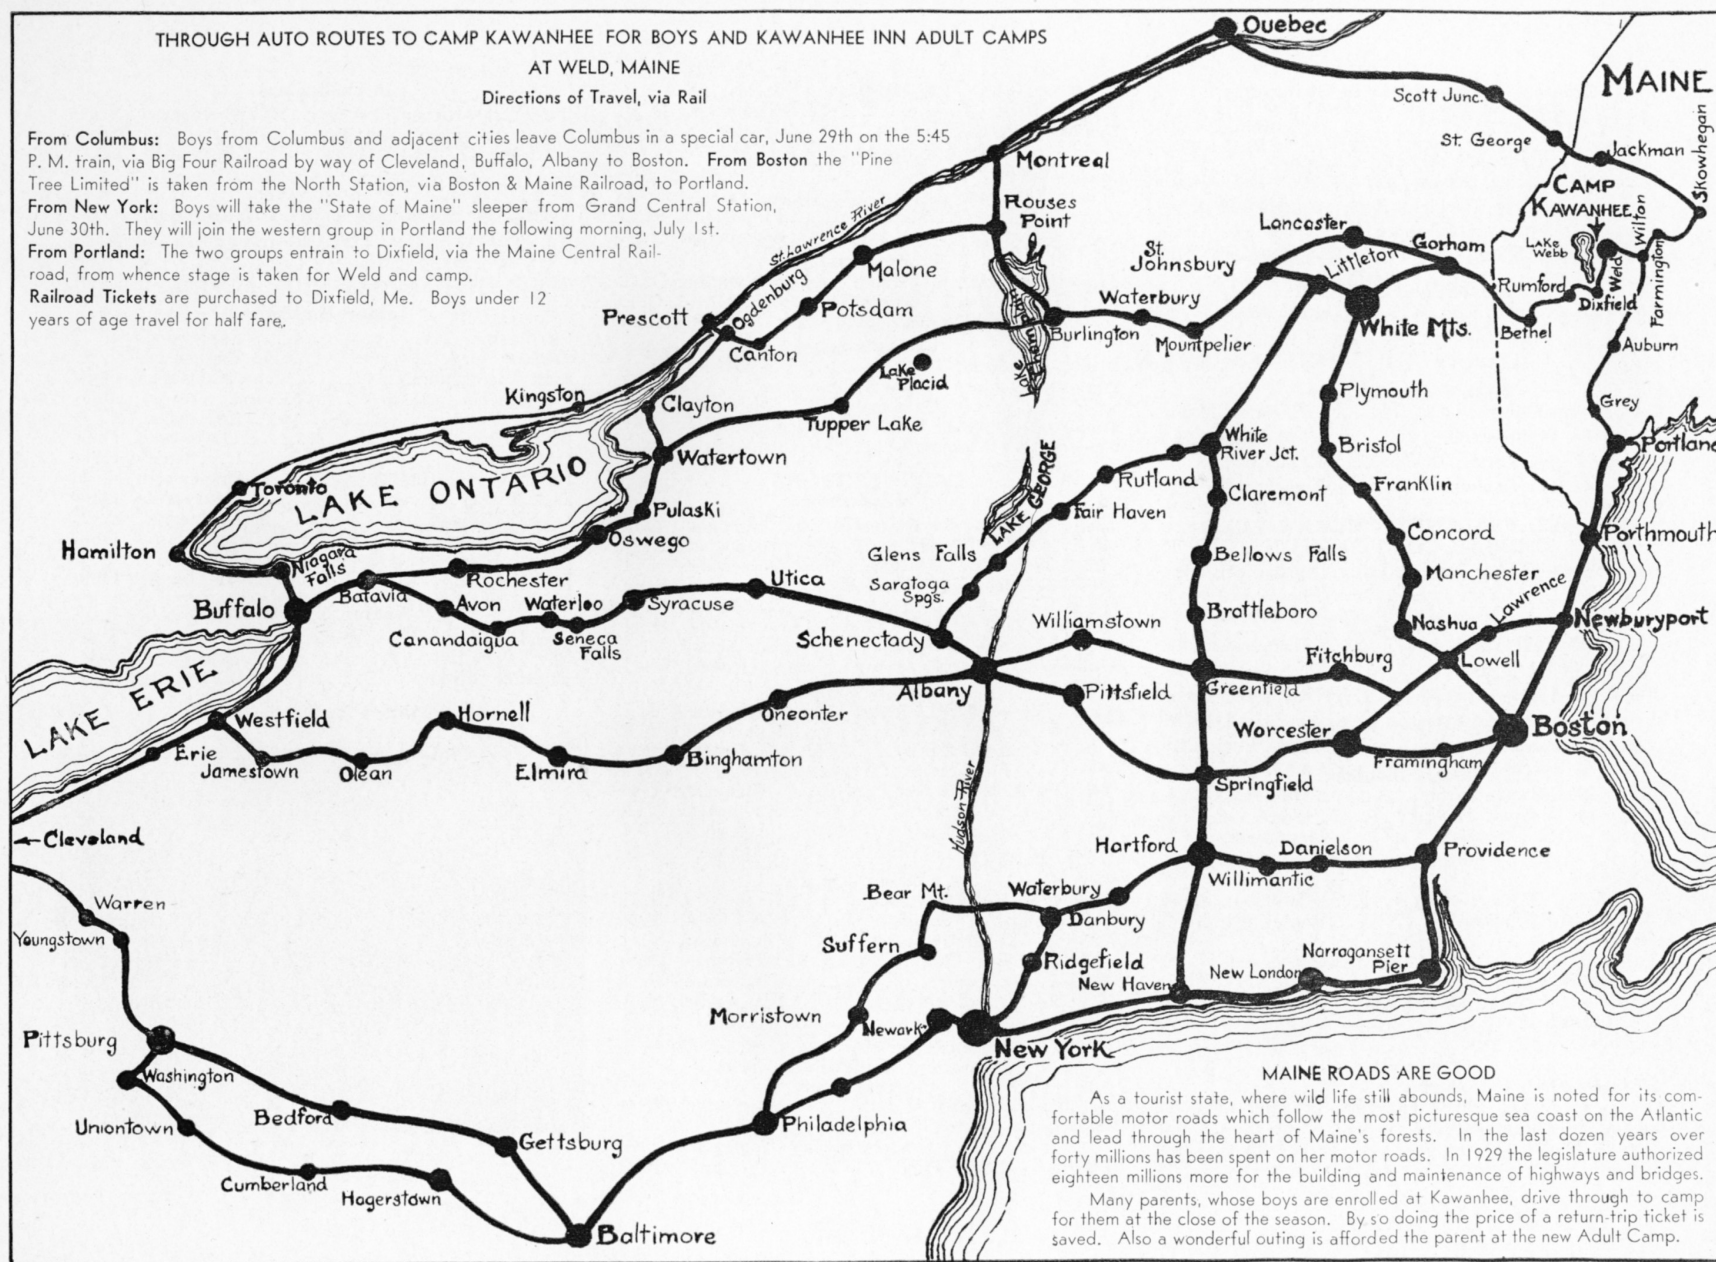 THROUGH AUTO ROUTES TO CAMP KAWANHEE FOR BOYS AND KAWANHEE INN ADULT CAMPS
AT WELD, MAINE
Directions of Travel, via Rail
From Columbus: Boys from Columbus and adjacent cities leave Columbus in a special car, June 29th on the 5:45
P. M. train, via Big Four Railroad by way of Cleveland, Buffalo, Albany to Boston. From Boston the "Pine
Tree Limited" is taken from the North Station, via Boston & Maine Railroad, to Portland.
From New York: Boys will take the "State of Maine" sleeper from Grand Central Station,
June 30th. They will join the western group in Portland the following morning, July 1st.
From Portland: The two groups entrain to Dixfield, via the Maine Central Rail-
road, from whence stage is taken for Weld and camp.
Railroad Tickets are purchased to Dixfield, Me. Boys under 12
years of age travel for half fare.
Quebec
MAINE
Scott Junc.
St. George
Jackman
Skowhegan
Montreal
CAMP
KAWANHEE
Wilton
Rouses
Point
St. Lawrence River
Lancaster
Gorham
LAKE
WEBB
Weld
Farmington
St.
Johnsbury
Littleton
Malone
Ogdenburg
Potsdam
Prescott
Canton
Waterbury
Rumford
Dixfield
Burlington
Mountpelier
White Mts.
Bethel
Auburn
Lake Champlain
Lake
Placid
Kingston
Clayton
Tupper Lake
Plymouth
Grey
Watertown
White
River Jct.
Bristol
Portland
LAKE ONTARIO
Toronto
Rutland
Claremont
Franklin
LAKE GEORGE
Pulaski
Fair Haven
Hamilton
Oswego
Glens Falls
Bellows Falls
Concord
Porthmouth
Niagara
Falls
Rochester
Utica
Saratoga
Spgs.
Manchester
Lawrence
Buffalo
Batavia
Avon
Waterloo
Syracuse
Canandaigua
Seneca
Falls
Schenectady
Williamstown
Brattleboro
Nashua
Newburyport
LAKE ERIE
Albany
Pittsfield
Greenfield
Fitchburg
Lowell
Westfield
Hornell
Oneonter
Worcester
Boston
Erie
Jamestown
Olean
Elmira
Binghamton
Framingham
Springfield
Hudson River
Cleveland
Hartford
Danielson
Providence
Willimantic
Warren
Bear Mt.
Waterbury
Danbury
Youngstown
Suffern
Ridgefield
New Haven
New London
Narragansett
Pier
Morristown
Newark
New York
Pittsburg
Washington
Uniontown
Bedford
Philadelphia
Gettsburg
Cumberland
Hagerstown
Baltimore
MAINE ROADS ARE GOOD
As a tourist state, where wild life still abounds, Maine is noted for its com-
fortable motor roads which follow the most picturesque sea coast on the Atlantic
and lead through the heart of Maine's forests. In the last dozen years over
forty millions has been spent on her motor roads. In 1929 the legislature authorized
eighteen millions more for the building and maintenance of highways and bridges.
Many parents, whose boys are enrolled at Kawanhee, drive through to camp
for them at the close of the season. By so doing the price of a return-trip ticket is
saved. Also a wonderful outing is afforded the parent at the new Adult Camp.